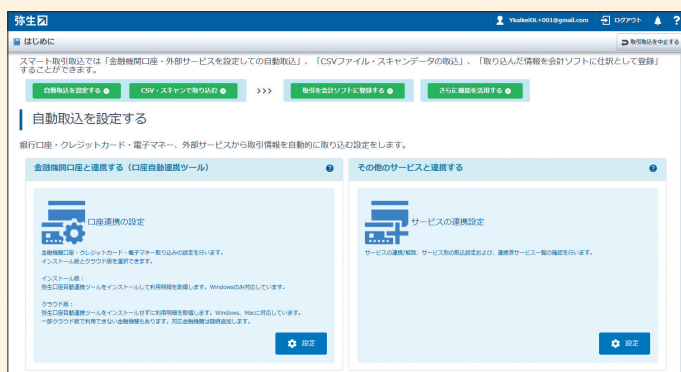 弥生
YkaikeiOL+001@gmail.com ログアウト ?
はじめに 取引取込を中止する
スマート取引取込では「金融機関口座・外部サービスを設定しての自動取込」、「CSVファイル・スキャンデータの取込」、「取り込んだ情報を会計ソフトに仕訳として登録」
することができます。
自動取込を設定する CSV・スキャンで取り込む >>> 取引を会計ソフトに登録する さらに機能を活用する
自動取込を設定する
銀行口座・クレジットカード・電子マネー、外部サービスから取引情報を自動的に取り込む設定をします。
金融機関口座と連携する（口座自動連携ツール） ?
口座連携の設定
金融機関口座・クレジットカード・電子マネー取り込みの設定を行います。
インストール版とクラウド版を選択できます。
インストール版：
弥生口座自動連携ツールをインストールして利用明細を取得します。Windowsのみ対応しています。
クラウド版：
弥生口座自動連携ツールをインストールせずに利用明細を取得します。Windows、Macに対応しています。
一部クラウド版で利用できない金融機関もあります。対応金融機関は随時追加します。
設定
その他のサービスと連携する ?
サービスの連携設定
サービスの連携/解除、サービス別の取込設定および、連携済サービス一覧の確認を行います。
設定